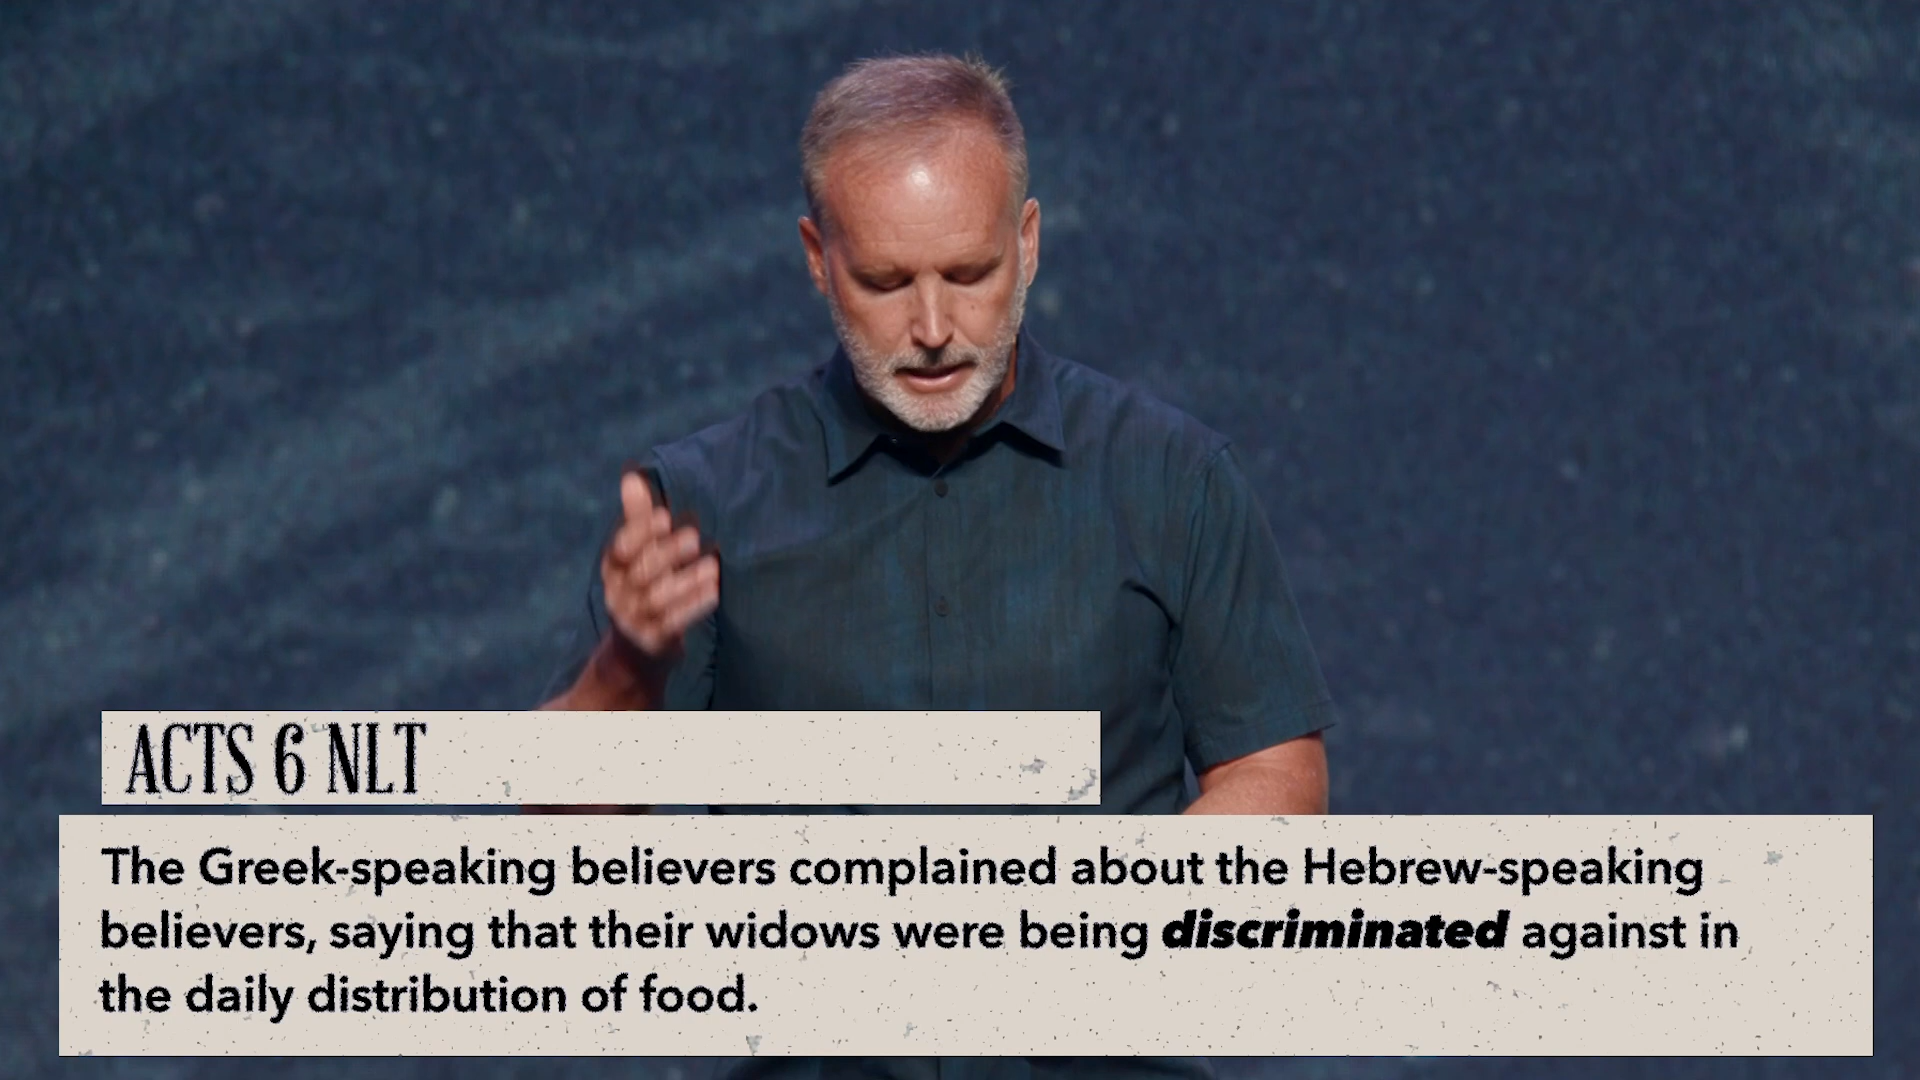 ACTS 6 NLT
The Greek-speaking believers complained about the Hebrew-speaking
believers, saying that their widows were being discriminated against in
the daily distribution of food.